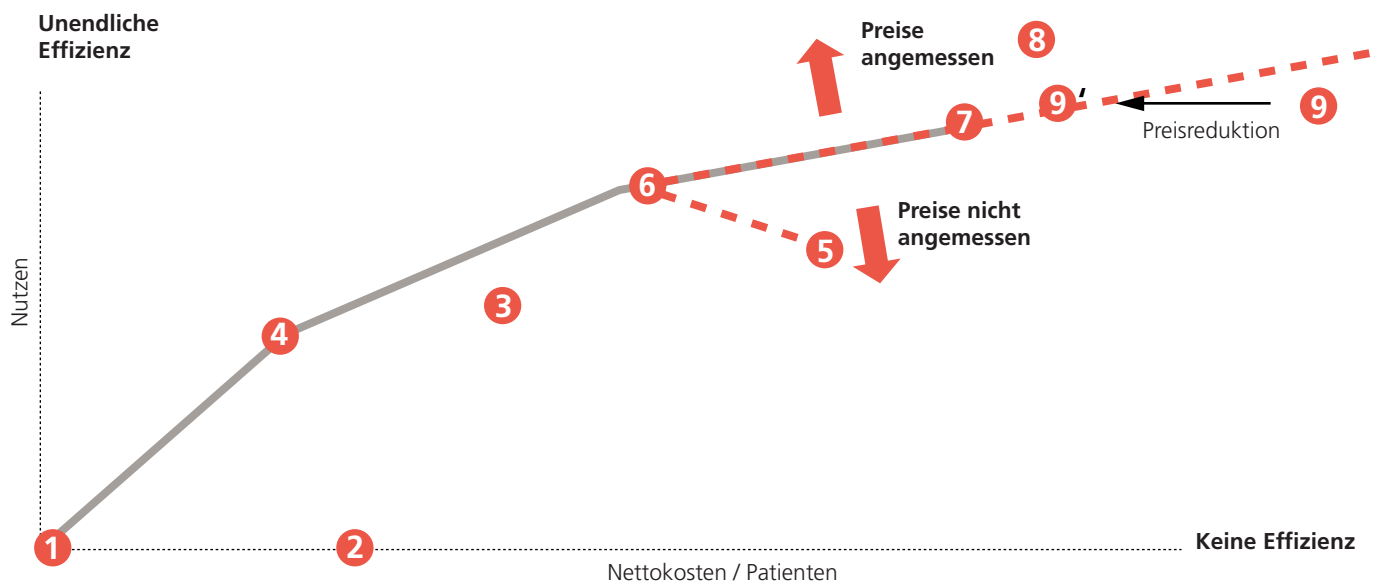 Unendliche
Effizienz
Preise
angemessen
8
9'
9
7
Preisreduktion
6
Preise nicht
angemessen
5
3
4
Nutzen
1
2
Keine Effizienz
Nettokosten / Patienten